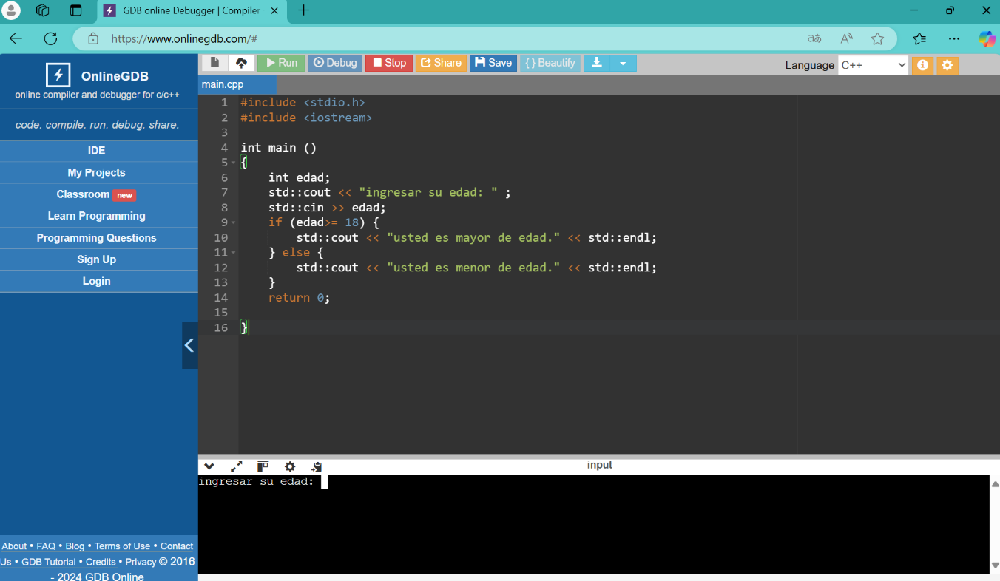 GDB online Debugger | Compiler
https://www.onlinegdb.com/#
aあ
OnlineGDB
online compiler and debugger for c/c++
code. compile. run. debug. share.
IDE
My Projects
Classroom new
Learn Programming
Programming Questions
Sign Up
Login
About • FAQ • Blog • Terms of Use • Contact
Us • GDB Tutorial • Credits • Privacy © 2016
- 2024 GDB Online
Run Debug Stop Share Save { } Beautify Language C++
main.cpp
1 #include <stdio.h>
2 #include <iostream>
3
4 int main ()
5 {
6 int edad;
7 std::cout << "ingresar su edad: " ;
8 std::cin >> edad;
9 if (edad>= 18) {
10 std::cout << "usted es mayor de edad." << std::endl;
11 } else {
12 std::cout << "usted es menor de edad." << std::endl;
13 }
14 return 0;
15
16 }
input
ingresar su edad: